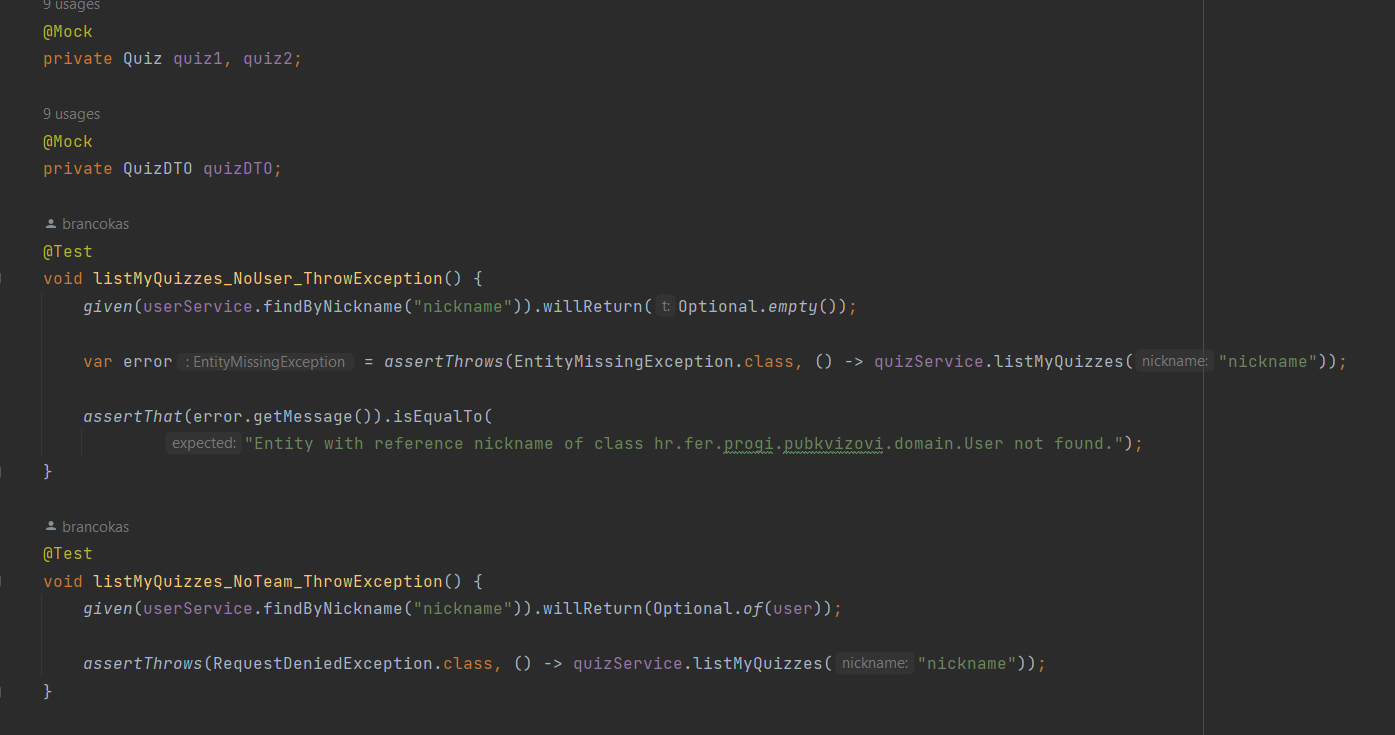 9 usages
@Mock
private Quiz quiz1, quiz2;
9 usages
@Mock
private QuizDTO quizDTO;
brancokas
@Test
void listMyQuizzes_NoUser_ThrowException() {
given(userService.findByNickname("nickname")).willReturn( t: Optional.empty());
var error : EntityMissingException = assertThrows(EntityMissingException.class, () -> quizService.listMyQuizzes( nickname: "nickname"));
assertThat(error.getMessage()).isEqualTo(
expected: "Entity with reference nickname of class hr.fer.progi.pubkvizovi.domain.User not found.");
}
brancokas
@Test
void listMyQuizzes_NoTeam_ThrowException() {
given(userService.findByNickname("nickname")).willReturn(Optional.of(user));
assertThrows(RequestDeniedException.class, () -> quizService.listMyQuizzes( nickname: "nickname"));
}